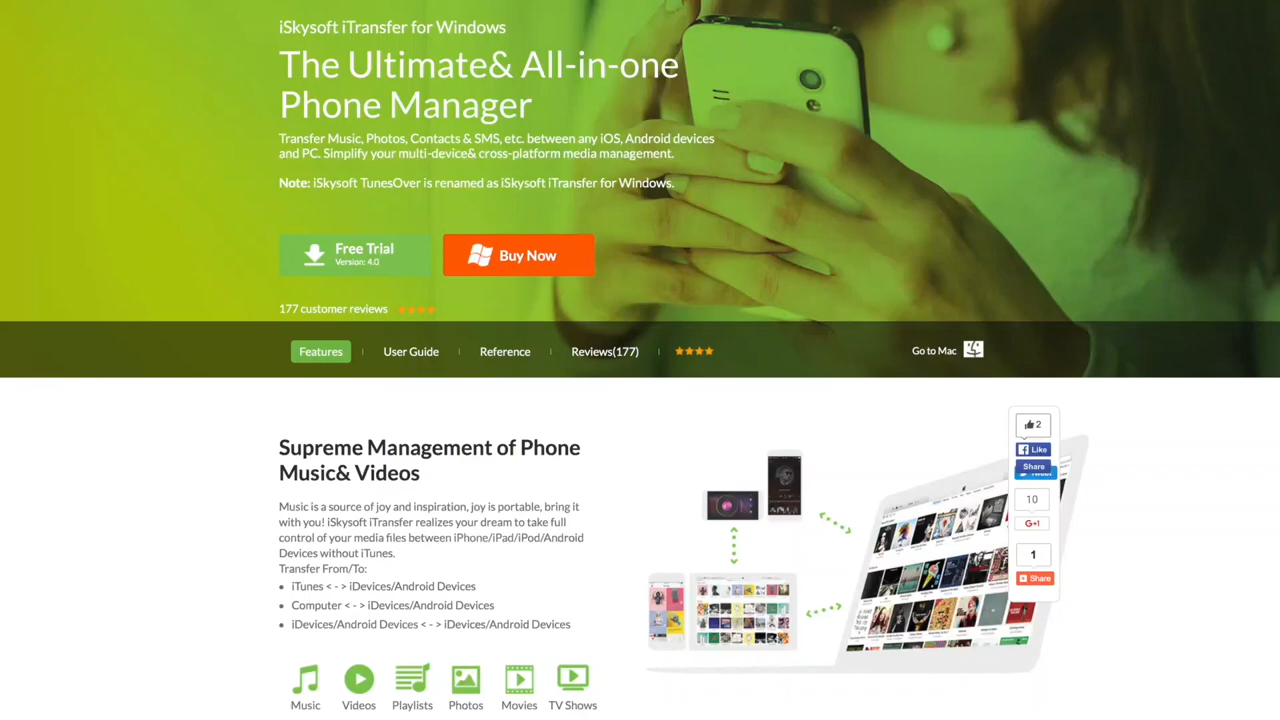 iSkysoft iTransfer for Windows
The Ultimate& All-in-one
Phone Manager
Transfer Music, Photos, Contacts & SMS, etc. between any iOS, Android devices
and PC. Simplify your multi-device& cross-platform media management.
Note: iSkysoft TunesOver is renamed as iSkysoft iTransfer for Windows.
Free Trial
Version: 4.0
Buy Now
177 customer reviews
Features
User Guide
Reference
Reviews(177)
Go to Mac
Supreme Management of Phone
Music& Videos
Music is a source of joy and inspiration, joy is portable, bring it
with you! iSkysoft iTransfer realizes your dream to take full
control of your media files between iPhone/iPad/iPod/Android
Devices without iTunes.
Transfer From/To:
iTunes < - > iDevices/Android Devices
Computer < - > iDevices/Android Devices
iDevices/Android Devices < - > iDevices/Android Devices
Music
Videos
Playlists
Photos
Movies
TV Shows
2
Like
Share
10
G+1
1
Share